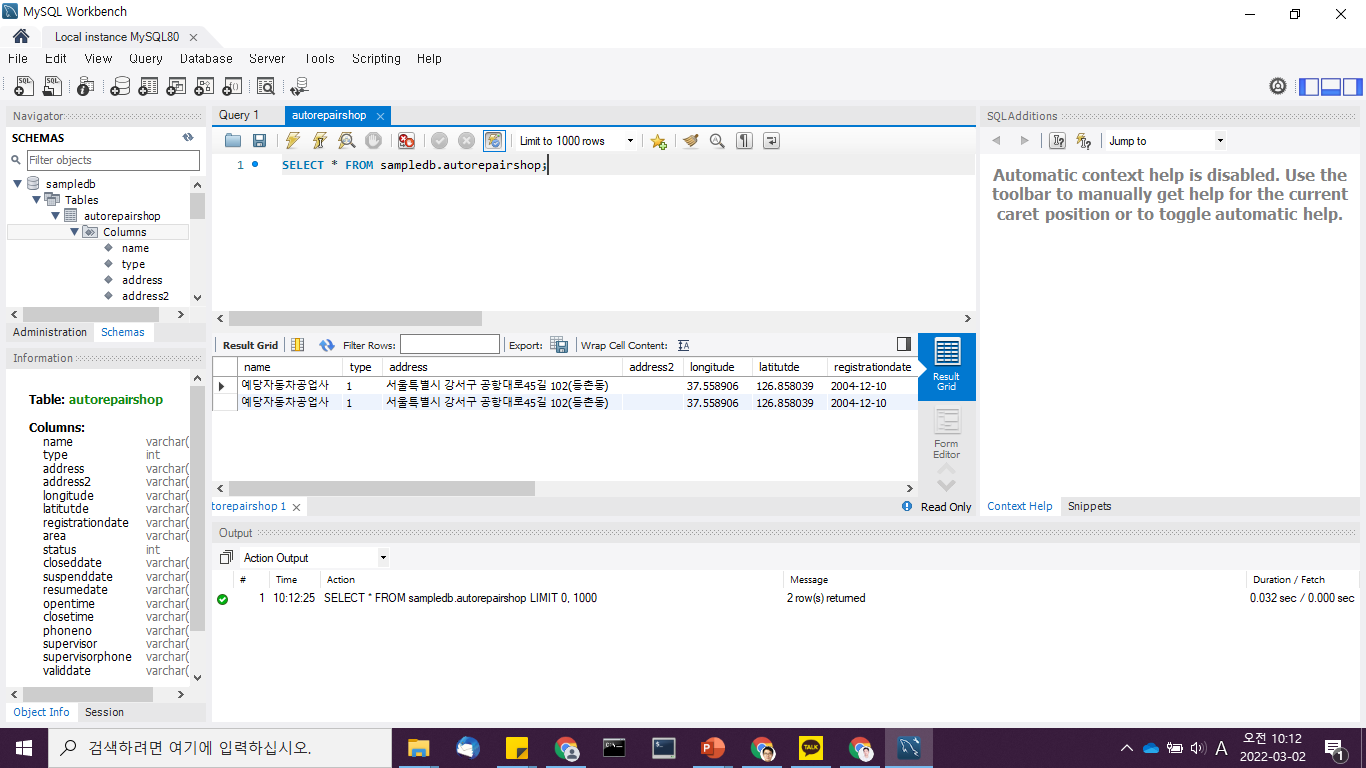 MySQL Workbench
Local instance MySQL80
File Edit View Query Database Server Tools Scripting Help
Navigator
SCHEMAS
Filter objects
sampledb
Tables
autorepairshop
Columns
name
type
address
address2
Administration Schemas
Information
Table: autorepairshop
Columns:
name varchar(
type int
address varchar(
address2 varchar(
longitude varchar(
latitutde varchar(
registrationdate varchar(
area varchar(
status int
closeddate varchar(
suspenddate varchar(
resumedate varchar(
opentime varchar(
closetime varchar(
phoneno varchar(
supervisor varchar(
supervisorphone varchar(
validdate varchar(
Object Info Session
Query 1 autorepairshop
Limit to 1000 rows
1 SELECT * FROM sampledb.autorepairshop;
Result Grid Filter Rows: Export: Wrap Cell Content:
name type address address2 longitude latitutde registrationdate
예당자동차공업사 1 서울특별시 강서구 공항대로45길 102(등촌동) 37.558906 126.858039 2004-12-10
예당자동차공업사 1 서울특별시 강서구 공항대로45길 102(등촌동) 37.558906 126.858039 2004-12-10
Result
Grid
Form
Editor
torepairshop 1 Read Only
Output
Action Output
# Time Action Message Duration / Fetch
1 10:12:25 SELECT * FROM sampledb.autorepairshop LIMIT 0, 1000 2 row(s) returned 0.032 sec / 0.000 sec
SQLAdditions
Jump to
Automatic context help is disabled. Use the
toolbar to manually get help for the current
caret position or to toggle automatic help.
Context Help Snippets
검색하려면 여기에 입력하십시오.
TALK
A
오전 10:12
2022-03-02
1